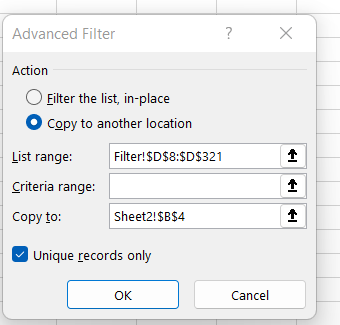 Advanced Filter ?
Action
Filter the list, in-place
Copy to another location
List range: Filter!$D$8:$D$321
Criteria range:
Copy to: Sheet2!$B$4
Unique records only
OK Cancel